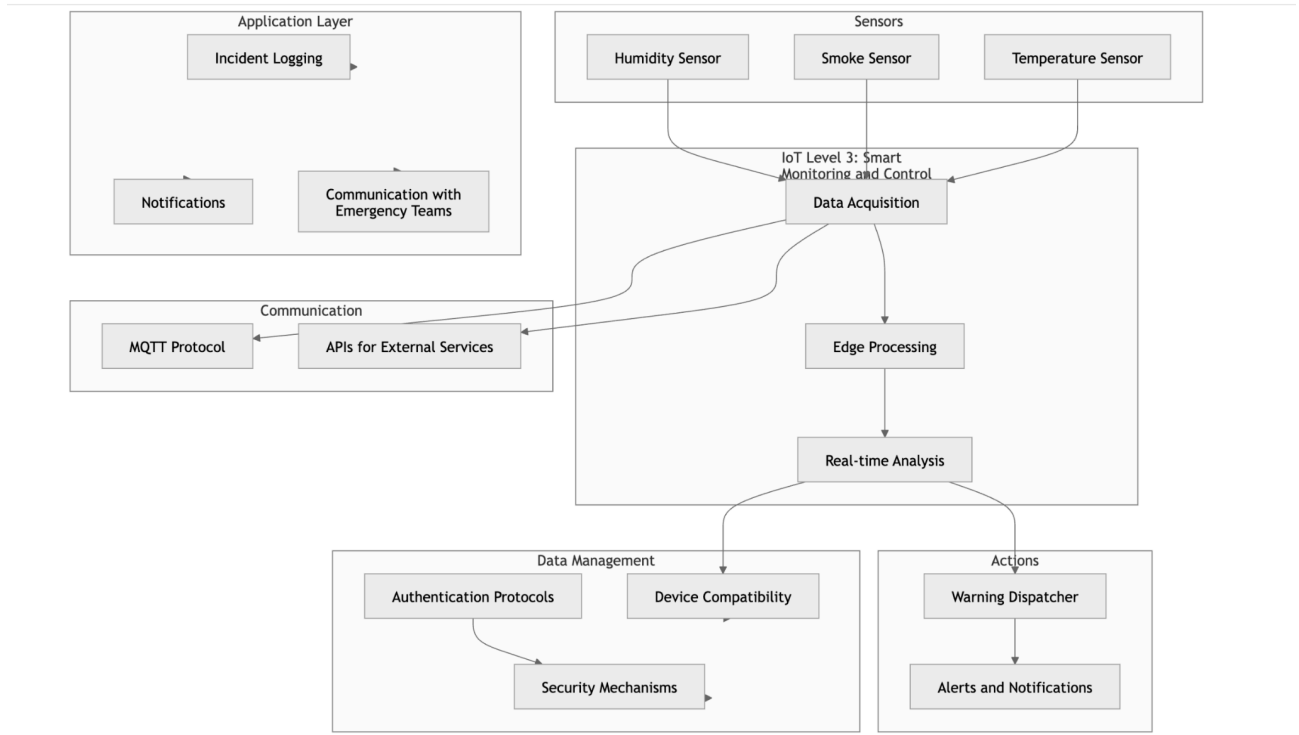 Application Layer
Incident Logging
Notifications
Communication with
Emergency Teams
Sensors
Humidity Sensor
Smoke Sensor
Temperature Sensor
IoT Level 3: Smart
Monitoring and Control
Data Acquisition
Edge Processing
Real-time Analysis
Communication
MQTT Protocol
APIs for External Services
Data Management
Authentication Protocols
Device Compatibility
Security Mechanisms
Actions
Warning Dispatcher
Alerts and Notifications